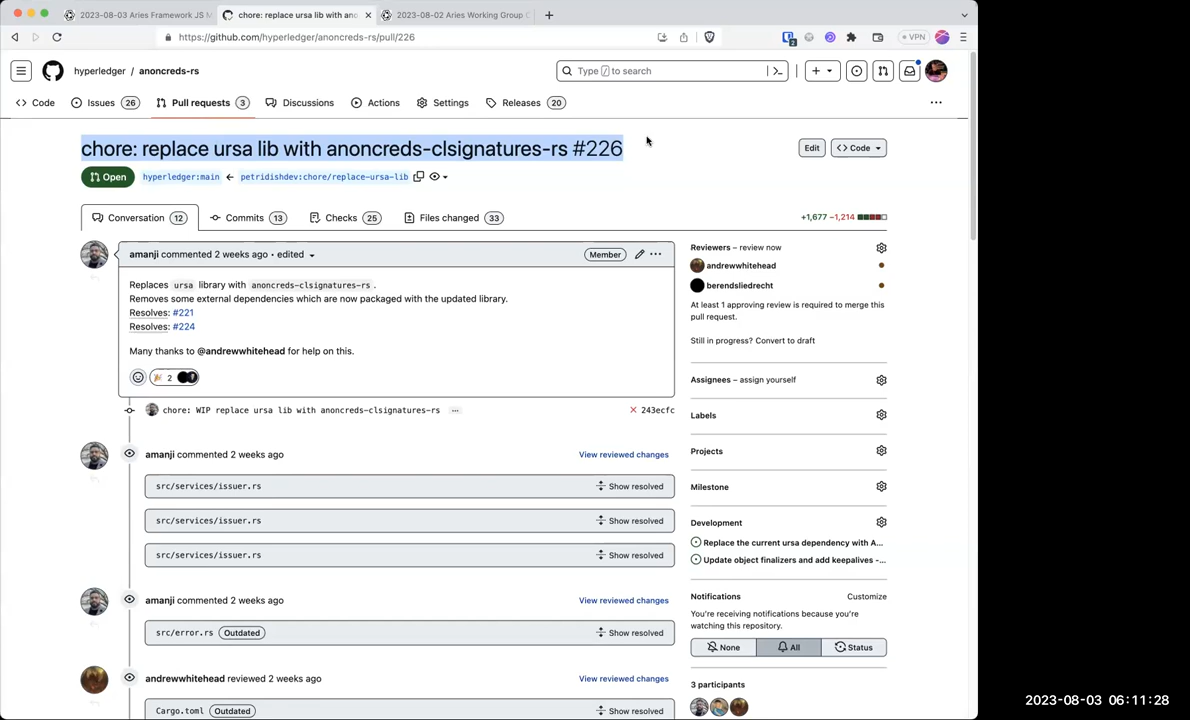 2023-08-03 Aries Framework JS M
chore: replace ursa lib with ano
2023-08-02 Aries Working Group C
https://github.com/hyperledger/anoncreds-rs/pull/226
2
VPN
hyperledger / anoncreds-rs
Type / to search
Code
Issues 26
Pull requests 3
Discussions
Actions
Settings
Releases 20
chore: replace ursa lib with anoncreds-clsignatures-rs #226
Edit
<> Code
Open
hyperledger:main ← petridishdev:chore/replace-ursa-lib
Conversation 12
Commits 13
Checks 25
Files changed 33
+1,677 −1,214
amanji commented 2 weeks ago • edited
Member
Replaces ursa library with anoncreds-clsignatures-rs.
Removes some external dependencies which are now packaged with the updated library.
Resolves: #221
Resolves: #224
Many thanks to @andrewwhitehead for help on this.
2
chore: WIP replace ursa lib with anoncreds-clsignatures-rs ...
243ecfc
amanji commented 2 weeks ago
View reviewed changes
src/services/issuer.rs
Show resolved
src/services/issuer.rs
Show resolved
src/services/issuer.rs
Show resolved
amanji commented 2 weeks ago
View reviewed changes
src/error.rs Outdated
Show resolved
andrewwhitehead reviewed 2 weeks ago
View reviewed changes
Cargo.toml Outdated
Show resolved
Reviewers – review now
andrewwhitehead
berendsliedrecht
At least 1 approving review is required to merge this
pull request.
Still in progress? Convert to draft
Assignees – assign yourself
Labels
Projects
Milestone
Development
Replace the current ursa dependency with A...
Update object finalizers and add keepalives -...
Notifications
Customize
You're receiving notifications because you're
watching this repository.
None
All
Status
3 participants
2023-08-03 06:11:28